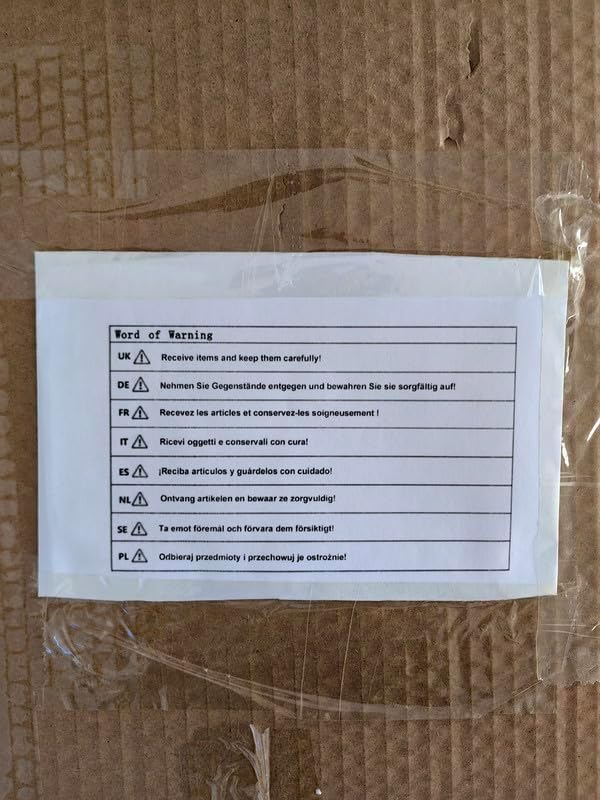 Word of Warning
UK Receive items and keep them carefully!
DE Nehmen Sie Gegenstände entgegen und bewahren Sie sie sorgfältig auf!
FR Recevez les articles et conservez-les soigneusement !
IT Ricevi oggetti e conservali con cura!
ES ¡Reciba artículos y guárdelos con cuidado!
NL Ontvang artikelen en bewaar ze zorgvuldig!
SE Ta emot föremål och förvara dem försiktigt!
PL Odbieraj przedmioty i przechowuj je ostrożnie!